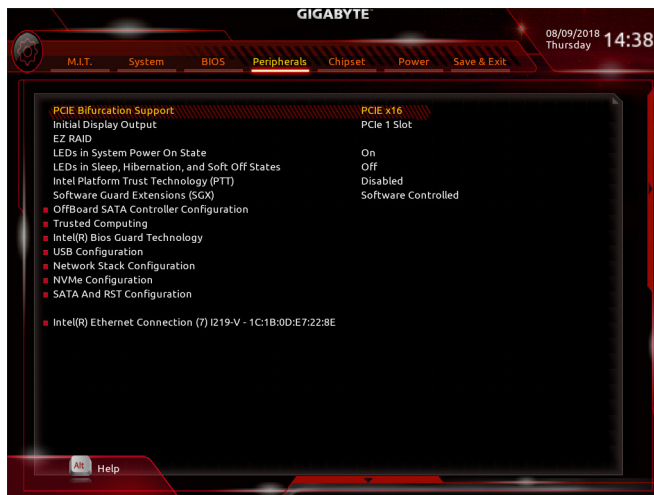 GIGABYTE™
08/09/2018
Thursday 14:38
M.I.T. System BIOS Peripherals Chipset Power Save & Exit
PCIE Bifurcation Support PCIE x16
Initial Display Output PCIe 1 Slot
EZ RAID
LEDs in System Power On
State On
LEDs in Sleep, Hibernation, and Soft Off States Off
Intel Platform Trust Technology (PTT) Disabled
Software Guard Extensions (SGX) Software Controlled
OffBoard SATA Controller Configuration
Trusted Computing
Intel(R) Bios Guard Technology
USB Configuration
Network Stack Configuration
NVMe Configuration
SATA And RST Configuration
Intel(R) Ethernet Connection (7) I219-V - 1C:1B:0D:E7:22:8E
Alt Help